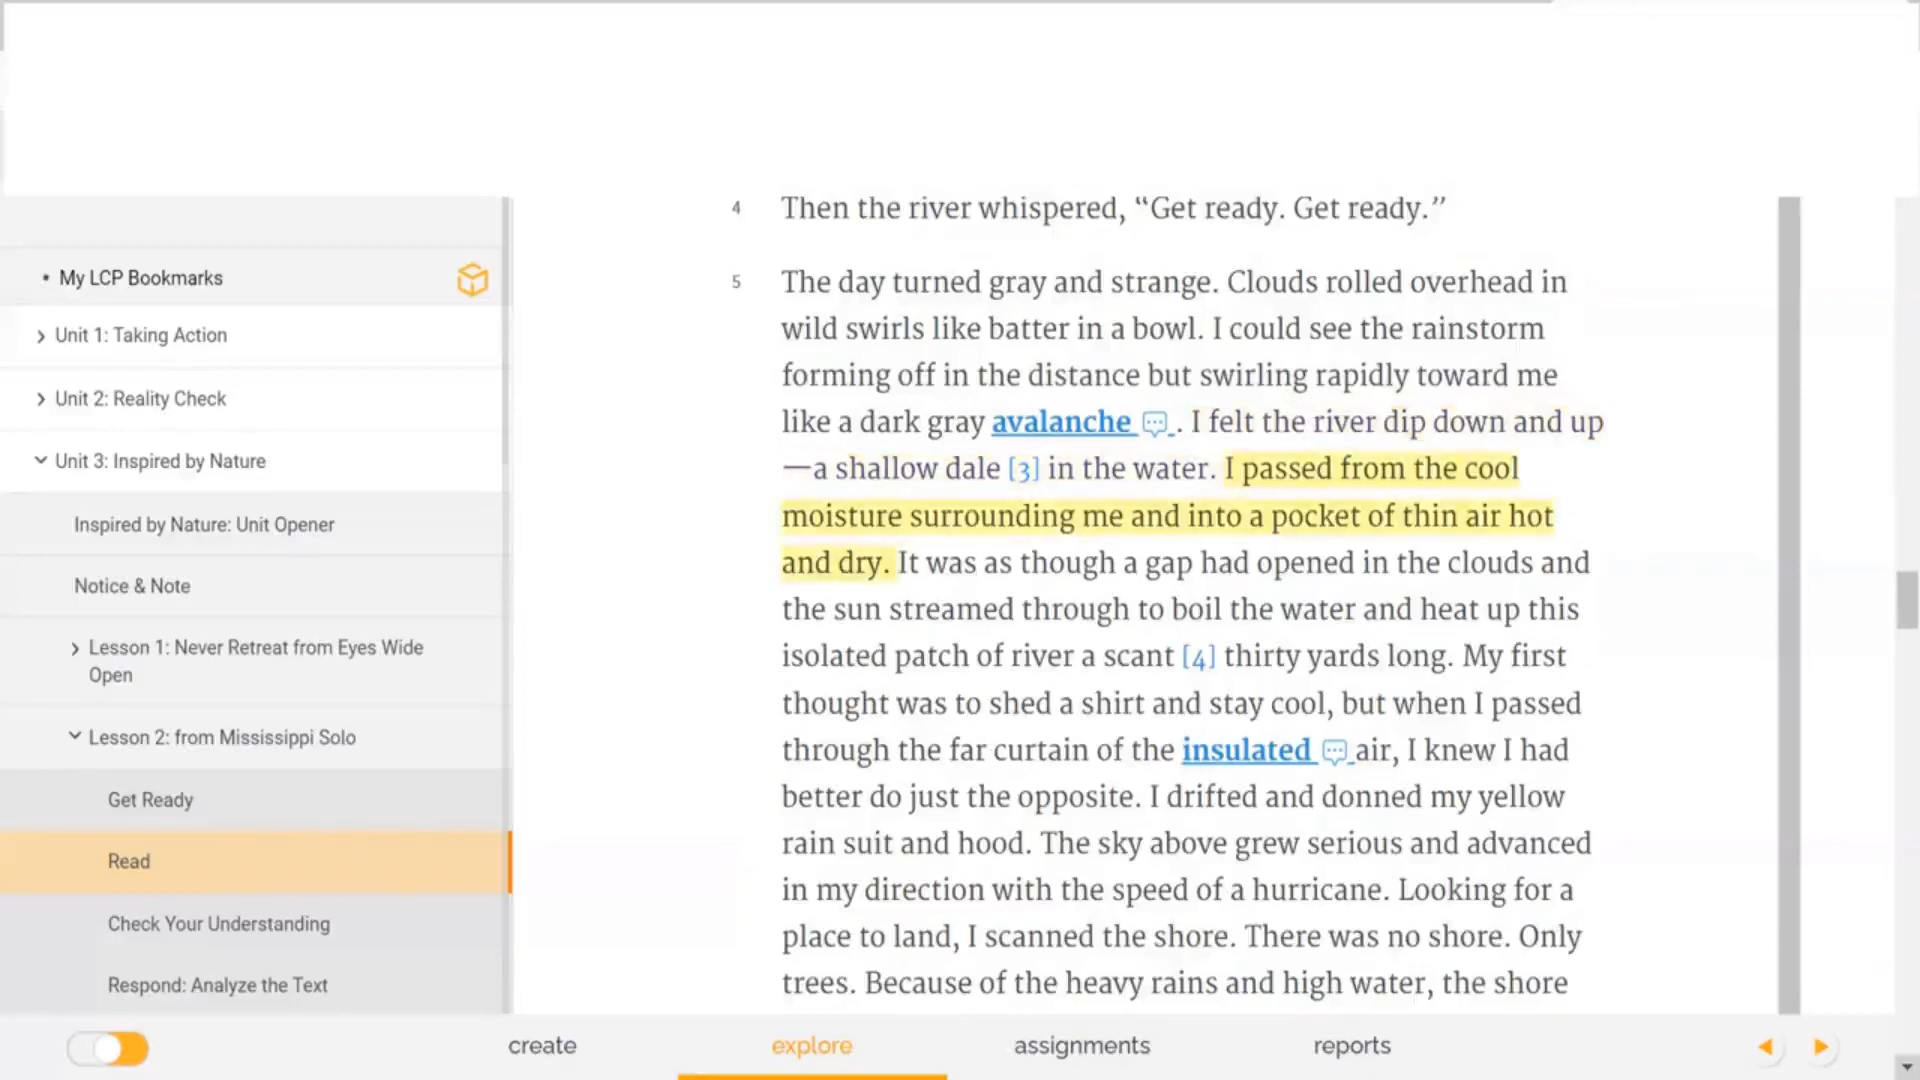 • My LCP Bookmarks
Unit 1: Taking Action
Unit 2: Reality Check
Unit 3: Inspired by Nature
Inspired by Nature: Unit Opener
Notice & Note
Lesson 1: Never Retreat from Eyes Wide
Open
Lesson 2: from Mississippi Solo
Get Ready
Read
Check Your Understanding
Respond: Analyze the Text
4 Then the river whispered, “Get ready. Get ready.”
5 The day turned gray and strange. Clouds rolled overhead in
wild swirls like batter in a bowl. I could see the rainstorm
forming off in the distance but swirling rapidly toward me
like a dark gray avalanche . I felt the river dip down and up
—a shallow dale [3] in the water. I passed from the cool
moisture surrounding me and into a pocket of thin air hot
and dry. It was as though a gap had opened in the clouds and
the sun streamed through to boil the water and heat up this
isolated patch of river a scant [4] thirty yards long. My first
thought was to shed a shirt and stay cool, but when I passed
through the far curtain of the insulated air, I knew I had
better do just the opposite. I drifted and donned my yellow
rain suit and hood. The sky above grew serious and advanced
in my direction with the speed of a hurricane. Looking for a
place to land, I scanned the shore. There was no shore. Only
trees. Because of the heavy rains and high water, the shore
create explore assignments reports